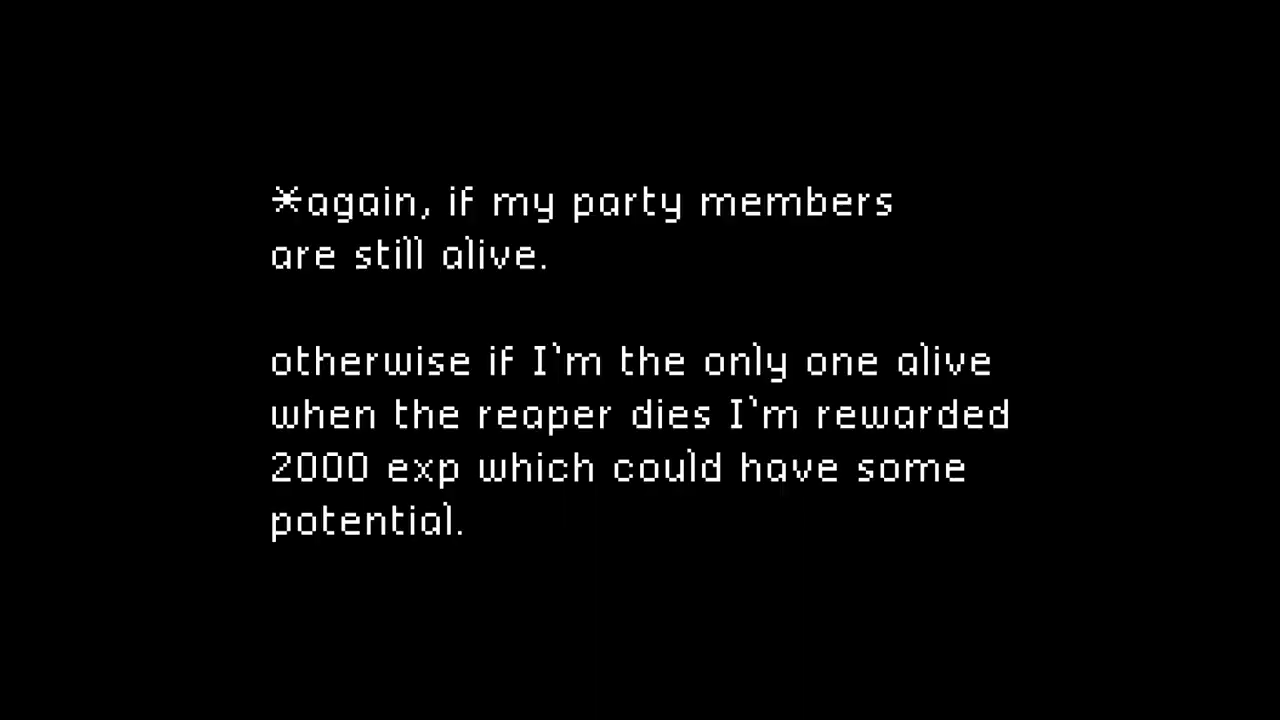 *again, if my party members
are still alive.
otherwise if I`m the only one alive
when the reaper dies I`m rewarded
2000 exp which could have some
potential.